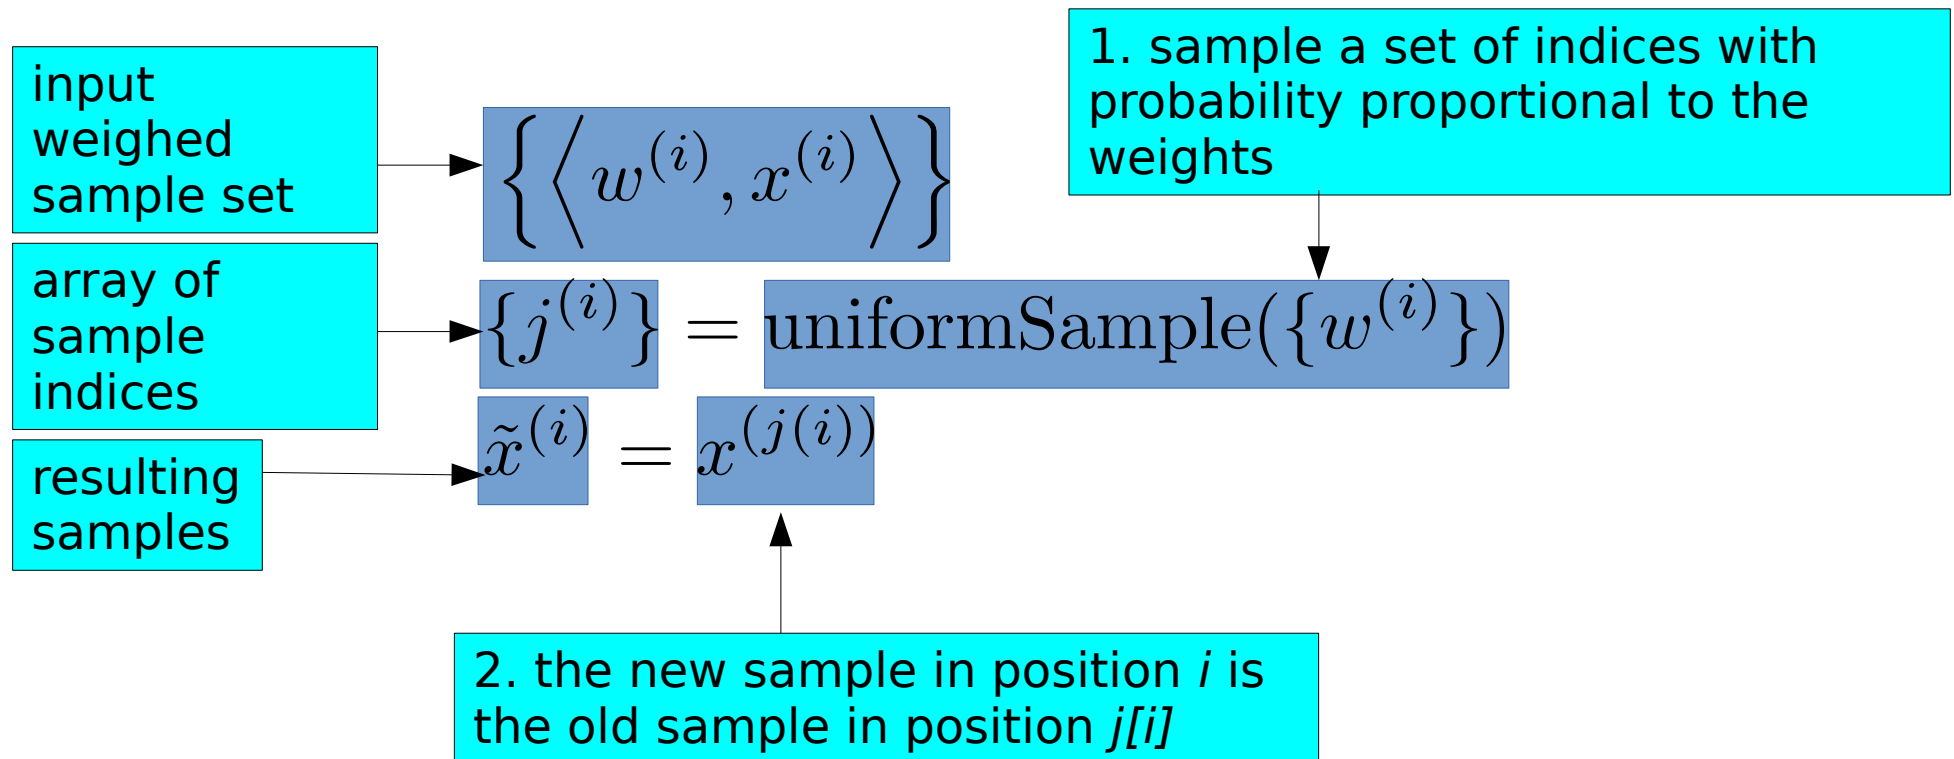 input
weighed
sample set
{⟨w^(i), x^(i)⟩}
1. sample a set of indices with
probability proportional to the
weights
array of
sample
indices
{j^(i)} = uniformSample({w^(i)})
resulting
samples
x̃^(i) = x^(j(i))
2. the new sample in position i is
the old sample in position j[i]